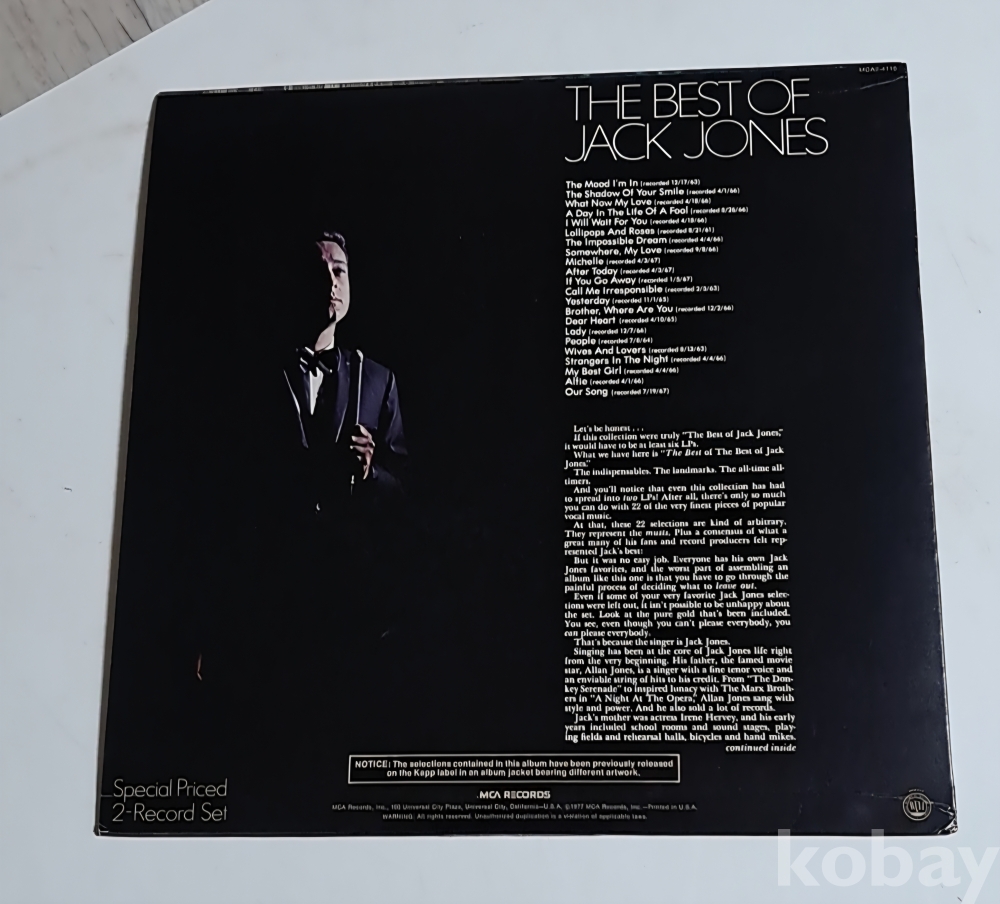 MCA2-4116
THE BEST OF
JACK JONES
The Mood I'm In (recorded 12/17/63)
The Shadow Of Your Smile (recorded 4/1/66)
What Now My Love (recorded 4/18/66)
A Day In The Life Of A Fool (recorded 8/26/66)
I Will Wait For You (recorded 4/18/66)
Lollipops And Roses (recorded 8/21/61)
The Impossible Dream (recorded 4/4/66)
Somewhere, My Love (recorded 9/8/66)
Michelle (recorded 4/3/67)
After Today (recorded 4/3/67)
If You Go Away (recorded 1/5/67)
Call Me Irresponsible (recorded 2/3/63)
Yesterday (recorded 11/1/65)
Brother, Where Are You (recorded 12/2/66)
Dear Heart (recorded 4/10/65)
Lady (recorded 12/7/66)
People (recorded 7/8/64)
Wives And Lovers (recorded 8/13/63)
Strangers In The Night (recorded 4/4/66)
My Best Girl (recorded 4/4/66)
Alfie (recorded 4/1/66)
Our Song (recorded 7/19/67)
Let's be honest . . .
If this collection were truly "The Best of Jack Jones,"
it would have to be at least six LPs.
What we have here is "The Best of The Best of Jack
Jones."
The indispensables. The landmarks. The all-time all-
timers.
And you'll notice that even this collection has had
to spread into two LPs! After all, there's only so much
you can do with 22 of the very finest pieces of popular
vocal music.
At that, these 22 selections are kind of arbitrary.
They represent the musts. Plus a consensus of what a
great many of his fans and record producers felt rep-
resented Jack's best:
But it was no easy job. Everyone has his own Jack
Jones favorites, and the worst part of assembling an
album like this one is that you have to go through the
painful process of deciding what to leave out.
Even if some of your very favorite Jack Jones selec-
tions were left out, it isn't possible to be unhappy about
the set. Look at the pure gold that's been included.
You see, even though you can't please everybody, you
can please everybody.
That's because the singer is Jack Jones.
Singing has been at the core of Jack Jones life right
from the very beginning. His father, the famed movie
star, Allan Jones, is a singer with a fine tenor voice and
an enviable string of hits to his credit. From "The Don-
key Serenade" to inspired lunacy with The Marx Broth-
ers in "A Night At The Opera," Allan Jones sang with
style and power. And he also sold a lot of records.
Jack's mother was actress Irene Hervey, and his early
years included school rooms and sound stages, play-
ing fields and rehearsal halls, bicycles and hand mikes.
continued inside
NOTICE: The selections contained in this album have been previously released
on the Kapp label in an album jacket bearing different artwork.
Special Priced
2-Record Set
MCA RECORDS
MCA Records, Inc., 100 Universal City Plaza, Universal City, California—U.S.A. ©1977 MCA Records, Inc.—Printed in U.S.A.
WARNING: All rights reserved. Unauthorized duplication is a violation of applicable laws.
kobay